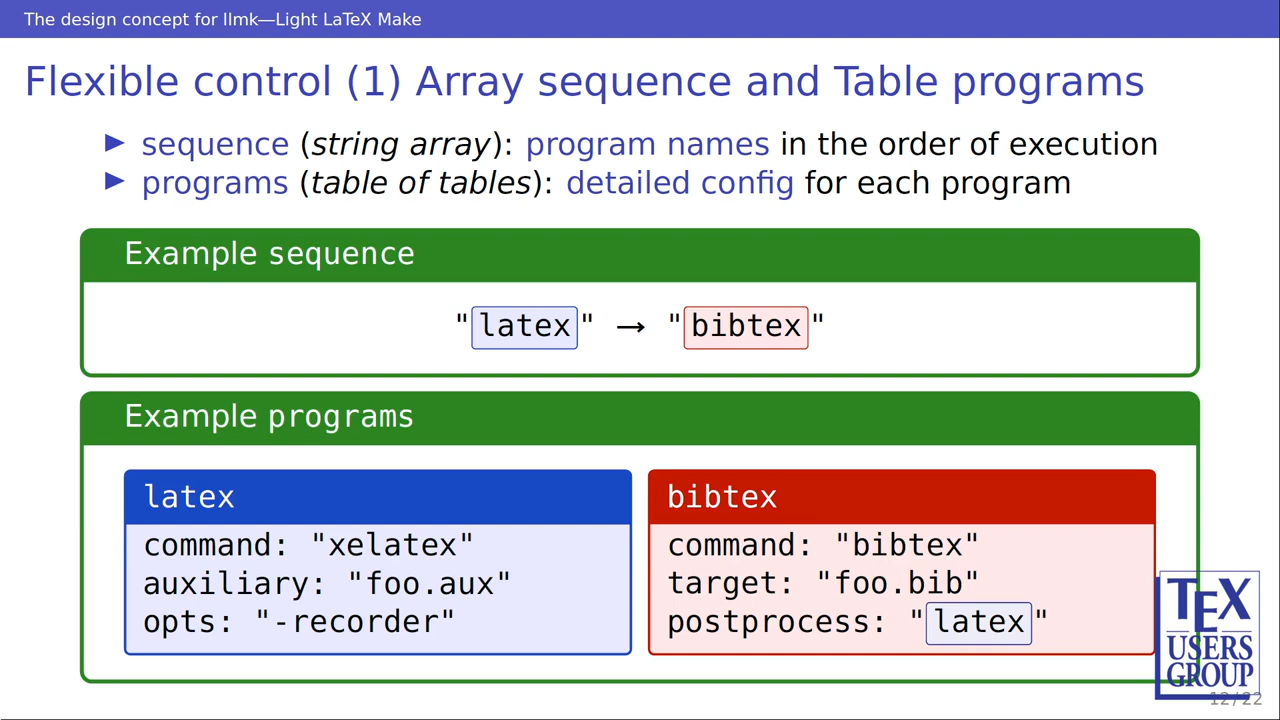 The design concept for llmk—Light LaTeX Make
Flexible control (1) Array sequence and Table programs
▶ sequence (string array): program names in the order of execution
▶ programs (table of tables): detailed config for each program
Example sequence
"latex" → "bibtex"
Example programs
latex
command: "xelatex"
auxiliary: "foo.aux"
opts: "-recorder"
bibtex
command: "bibtex"
target: "foo.bib"
postprocess: "latex"
TEX
USERS
GROUP
12/22